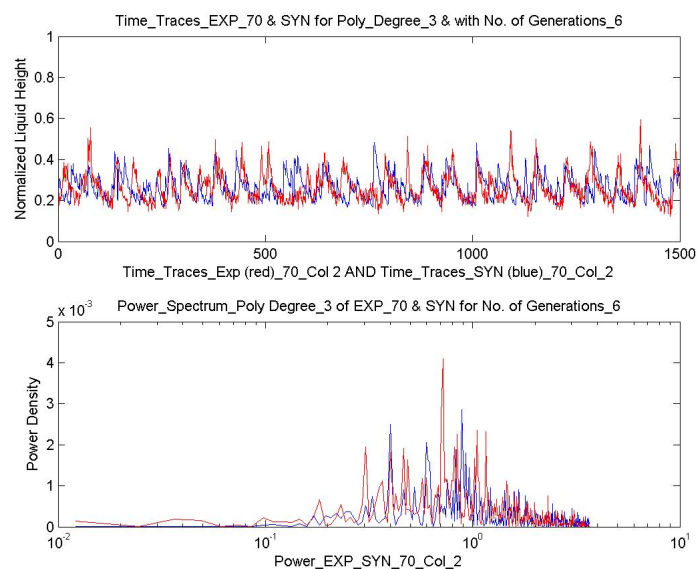 Time_Traces_EXP_70 & SYN for Poly_Degree_3 & with No. of Generations_6
1
0.8
0.6
0.4
0.2
0
Normalized Liquid Height
0 500 1000 1500
Time_Traces_Exp (red)_70_Col 2 AND Time_Traces_SYN (blue)_70_Col_2
x 10-3
Power_Spectrum_Poly Degree_3 of EXP_70 & SYN for No. of Generations_6
5
4
3
2
1
0
Power Density
10-2 10-1 100 101
Power_EXP_SYN_70_Col_2